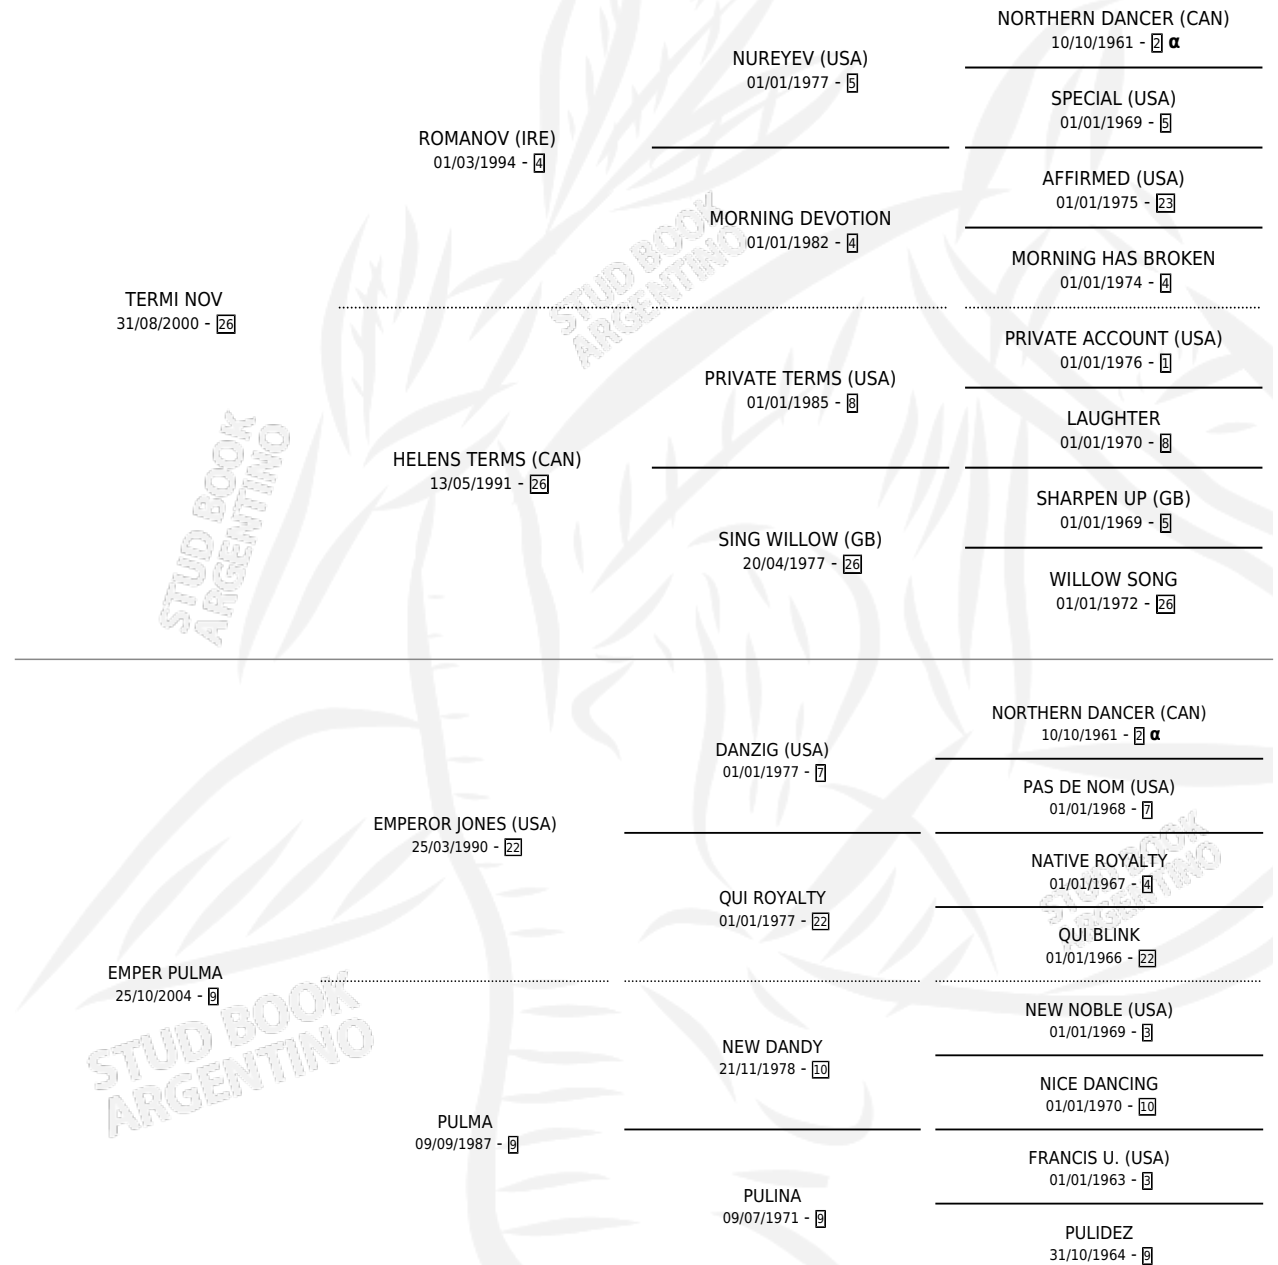 NORTHERN DANCER (CAN)
10/10/1961 - 2 α
NUREYEV (USA)
01/01/1977 - 5
SPECIAL (USA)
01/01/1969 - 5
ROMANOV (IRE)
01/03/1994 - 4
AFFIRMED (USA)
01/01/1975 - 23
MORNING DEVOTION
01/01/1982 - 4
MORNING HAS BROKEN
01/01/1974 - 4
TERMI NOV
31/08/2000 - 26
PRIVATE ACCOUNT (USA)
01/01/1976 - 1
PRIVATE TERMS (USA)
01/01/1985 - 8
LAUGHTER
01/01/1970 - 8
HELENS TERMS (CAN)
13/05/1991 - 26
SHARPEN UP (GB)
01/01/1969 - 5
SING WILLOW (GB)
20/04/1977 - 26
WILLOW SONG
01/01/1972 - 26
NORTHERN DANCER (CAN)
10/10/1961 - 2 α
DANZIG (USA)
01/01/1977 - 7
PAS DE NOM (USA)
01/01/1968 - 7
EMPEROR JONES (USA)
25/03/1990 - 22
NATIVE ROYALTY
01/01/1967 - 4
QUI ROYALTY
01/01/1977 - 22
QUI BLINK
01/01/1966 - 22
EMPER PULMA
25/10/2004 - 9
NEW NOBLE (USA)
01/01/1969 - 3
NEW DANDY
21/11/1978 - 10
NICE DANCING
01/01/1970 - 10
PULMA
09/09/1987 - 9
FRANCIS U. (USA)
01/01/1963 - 3
PULINA
09/07/1971 - 9
PULIDEZ
31/10/1964 - 9
STUD BOOK
ARGENTINO
STUD BOOK
ARGENTINO
STUD BOOK
ARGENTINO
STUD BOOK
ARGENTINO